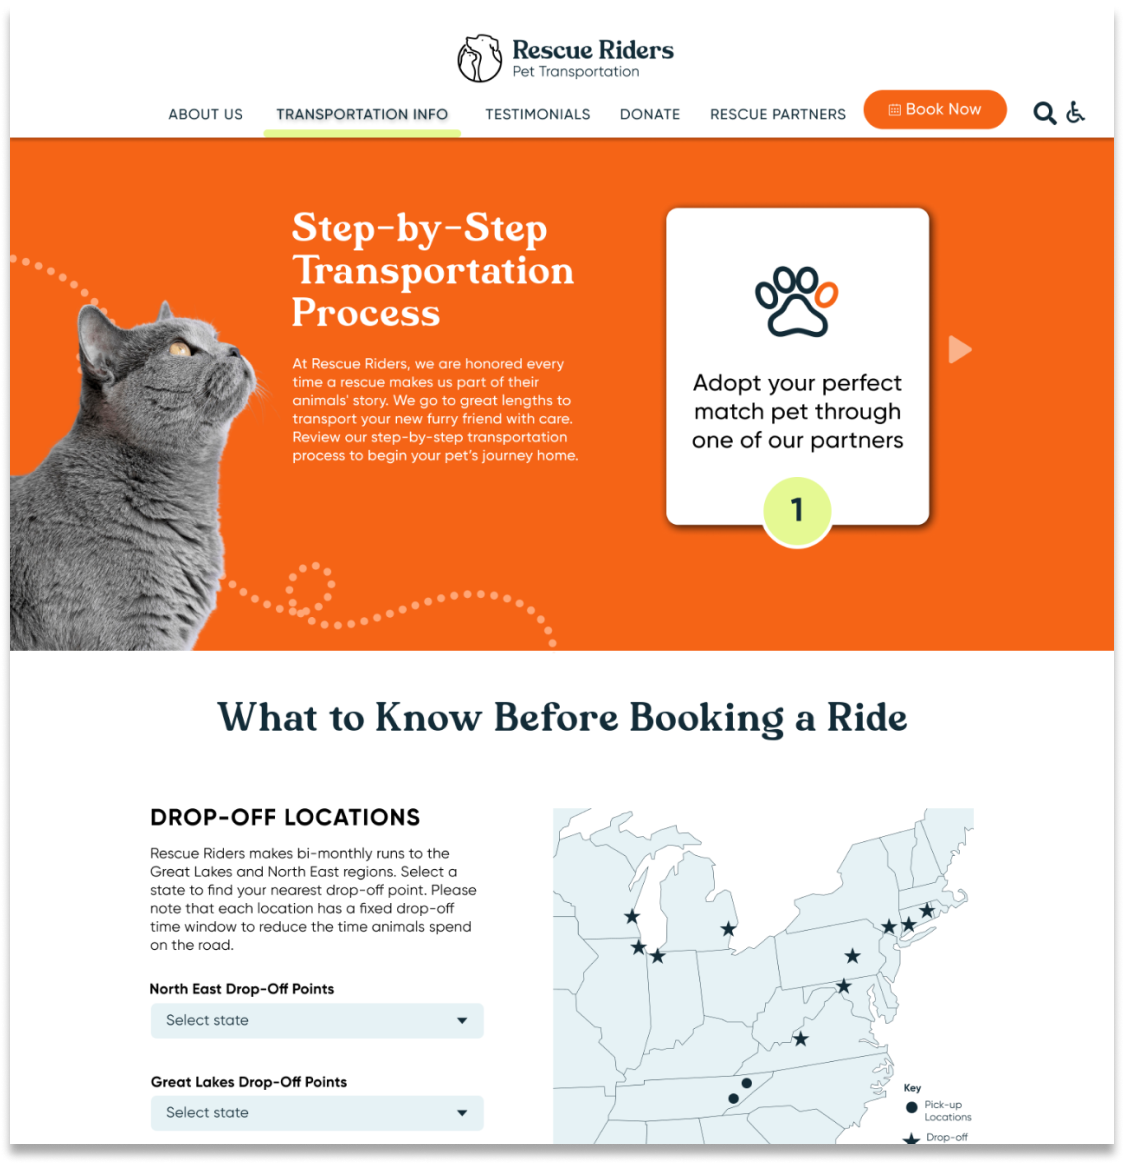 Rescue Riders
Pet Transportation
ABOUT US
TRANSPORTATION INFO
TESTIMONIALS
DONATE
RESCUE PARTNERS
Book Now
Step-by-Step
Transportation
Process
At Rescue Riders, we are honored every
time a rescue makes us part of their
animals' story. We go to great lengths to
transport your new furry friend with care.
Review our step-by-step transportation
process to begin your pet's journey home.
Adopt your perfect
match pet through
one of our partners
1
What to Know Before Booking a Ride
DROP-OFF LOCATIONS
Rescue Riders makes bi-monthly runs to the
Great Lakes and North East regions. Select a
state to find your nearest drop-off point. Please
note that each location has a fixed drop-off
time window to reduce the time animals spend
on the road.
North East Drop-Off Points
Select state
Great Lakes Drop-Off Points
Select state
Key
Pick-up
Locations
Drop-off